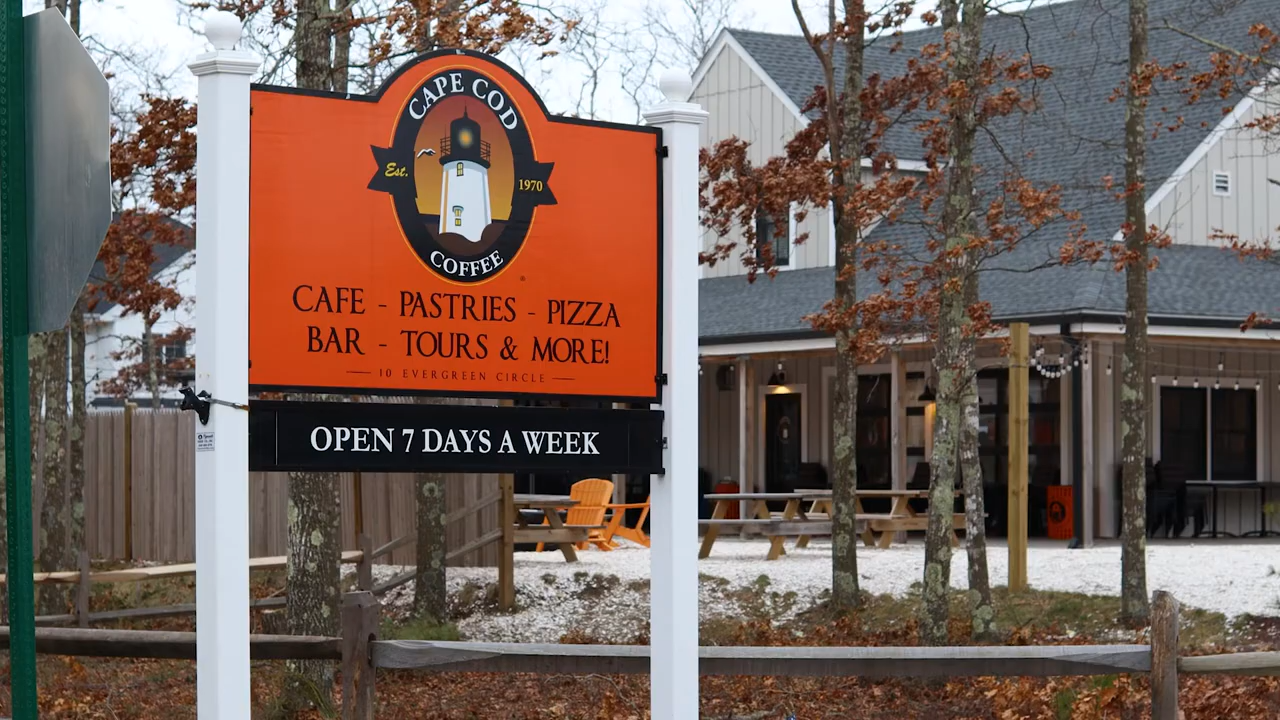 CAPE COD
Est. 1970
COFFEE
CAFE - PASTRIES - PIZZA
BAR - TOURS & MORE!
10 EVERGREEN CIRCLE
OPEN 7 DAYS A WEEK